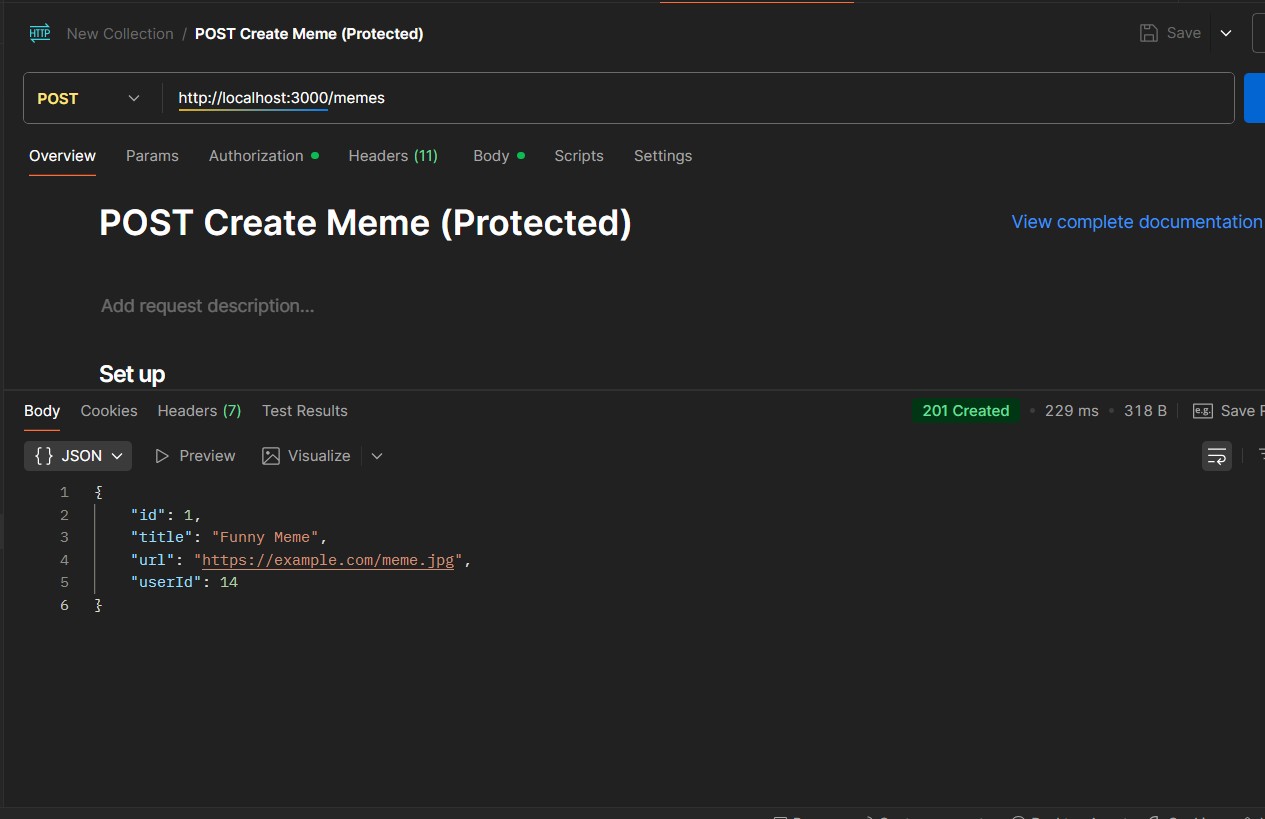 HTTP New Collection / POST Create Meme (Protected) Save
POST http://localhost:3000/memes
Overview Params Authorization Headers (11) Body Scripts Settings
POST Create Meme (Protected) View complete documentation
Add request description...
Set up
Body Cookies Headers (7) Test Results 201 Created • 229 ms • 318 B e.g. Save
{} JSON Preview Visualize
1 {
2 "id": 1,
3 "title": "Funny Meme",
4 "url": "https://example.com/meme.jpg",
5 "userId": 14
6 }